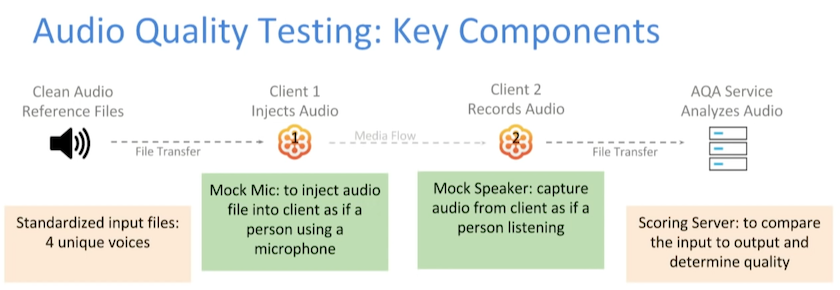 Audio Quality Testing: Key Components
Clean Audio
Reference Files
Client 1
Injects Audio
Client 2
Records Audio
AQA Service
Analyzes Audio
1
2
File Transfer
Media Flow
File Transfer
Standardized input files:
4 unique voices
Mock Mic: to inject audio
file into client as if a
person using a
microphone
Mock Speaker: capture
audio from client as if a
person listening
Scoring Server: to compare
the input to output and
determine quality